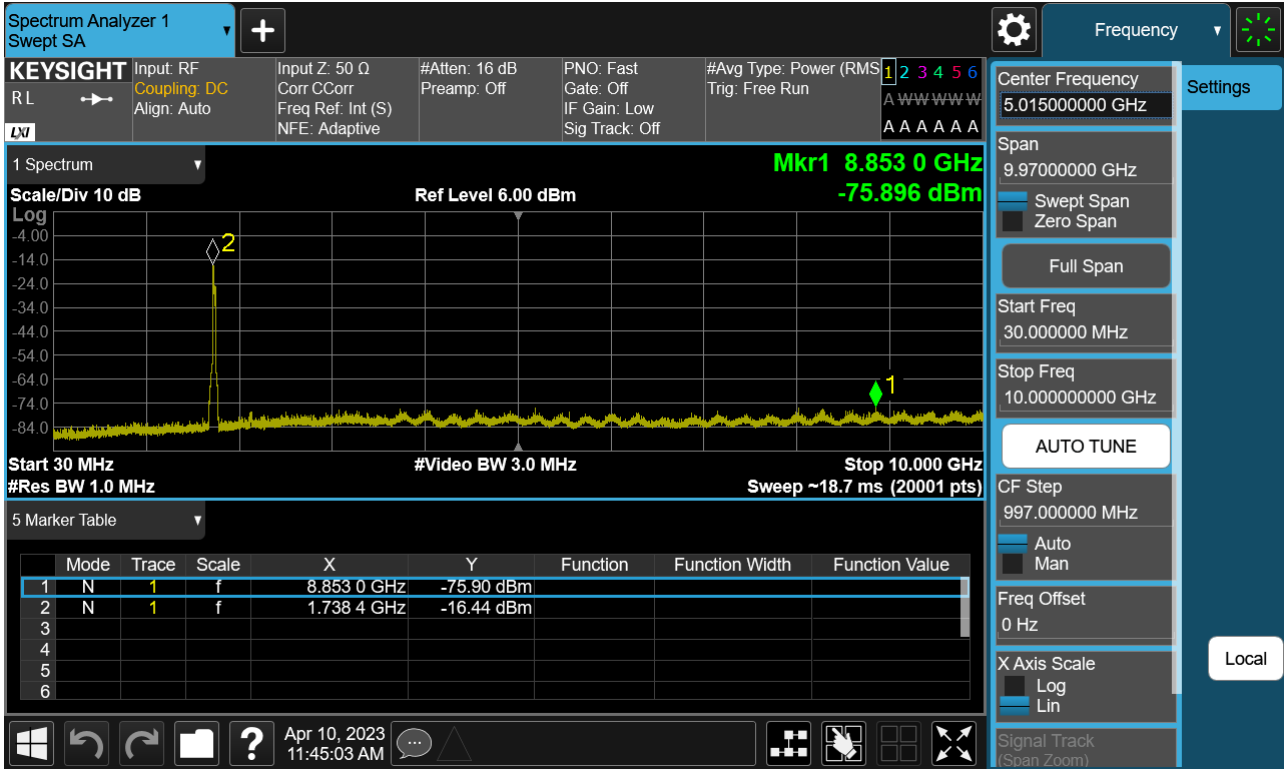 Spectrum Analyzer 1
Swept SA
+
Frequency
KEYSIGHT
R L
LXI
Input: RF
Coupling: DC
Align: Auto
Input Z: 50 Ω
Corr CCorr
Freq Ref: Int (S)
NFE: Adaptive
#Atten: 16 dB
Preamp: Off
PNO: Fast
Gate: Off
IF Gain: Low
Sig Track: Off
#Avg Type: Power (RMS
Trig: Free Run
1 2 3 4 5 6
A W W W W W
A A A A A A
1 Spectrum
Mkr1 8.853 0 GHz
Scale/Div 10 dB
Ref Level 6.00 dBm
-75.896 dBm
Log
-4.00
-14.0
-24.0
-34.0
-44.0
-54.0
-64.0
-74.0
-84.0
2
1
Start 30 MHz
#Video BW 3.0 MHz
Stop 10.000 GHz
#Res BW 1.0 MHz
Sweep ~18.7 ms (20001 pts)
5 Marker Table
Mode Trace Scale X Y Function Function Width Function Value
1 N 1 f 8.853 0 GHz -75.90 dBm
2 N 1 f 1.738 4 GHz -16.44 dBm
3
4
5
6
?
Apr 10, 2023
11:45:03 AM
Center Frequency
5.015000000 GHz
Span
9.97000000 GHz
Swept Span
Zero Span
Full Span
Start Freq
30.000000 MHz
Stop Freq
10.000000000 GHz
AUTO TUNE
CF Step
997.000000 MHz
Auto
Man
Freq Offset
0 Hz
X Axis Scale
Log
Lin
Signal Track
(Span Zoom)
Settings
Local